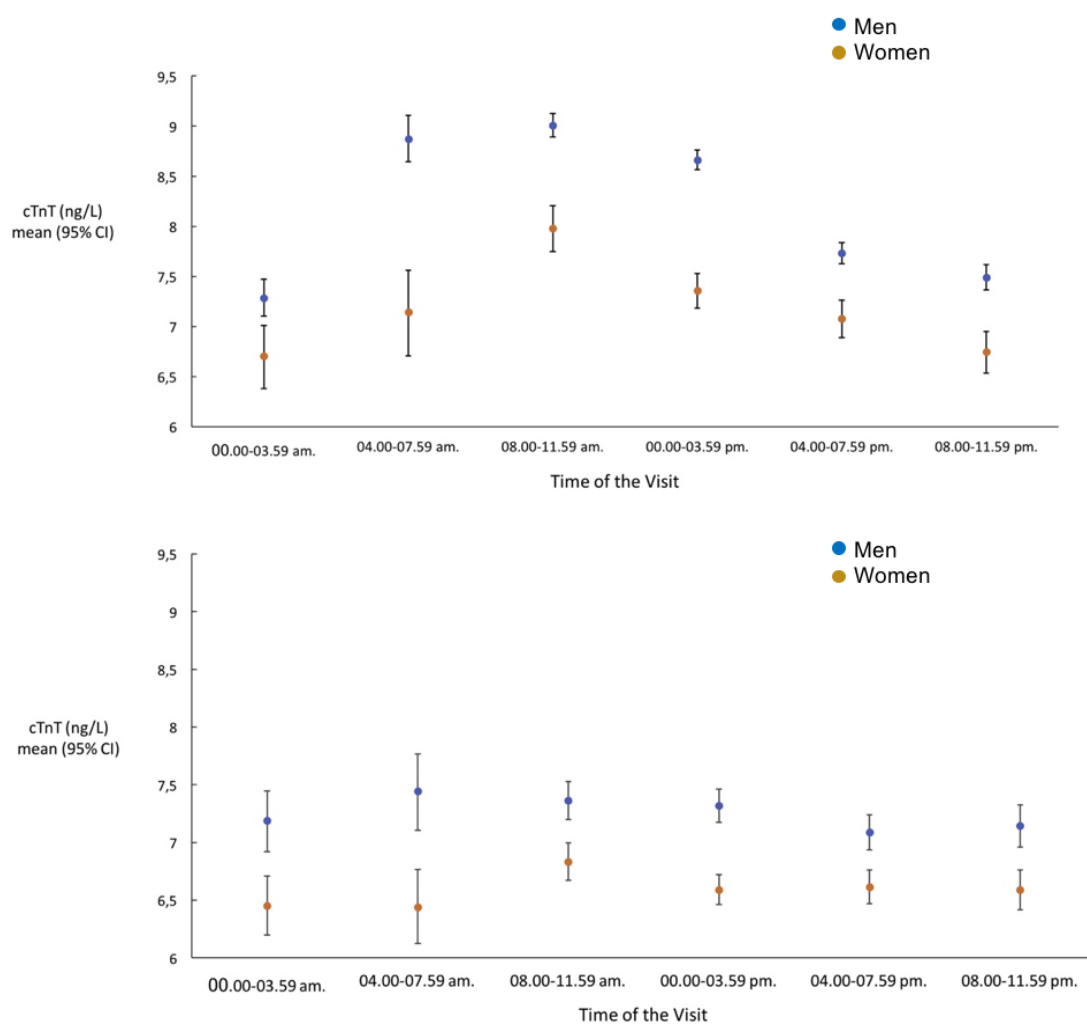 Men
Women
9,5
9
8,5
8
7,5
7
6,5
6
cTnT (ng/L)
mean (95% CI)
00.00-03.59 am.
04.00-07.59 am.
08.00-11.59 am.
00.00-03.59 pm.
04.00-07.59 pm.
08.00-11.59 pm.
Time of the Visit
Men
Women
9,5
9
8,5
8
7,5
7
6,5
6
cTnT (ng/L)
mean (95% CI)
00.00-03.59 am.
04.00-07.59 am.
08.00-11.59 am.
00.00-03.59 pm.
04.00-07.59 pm.
08.00-11.59 pm.
Time of the Visit